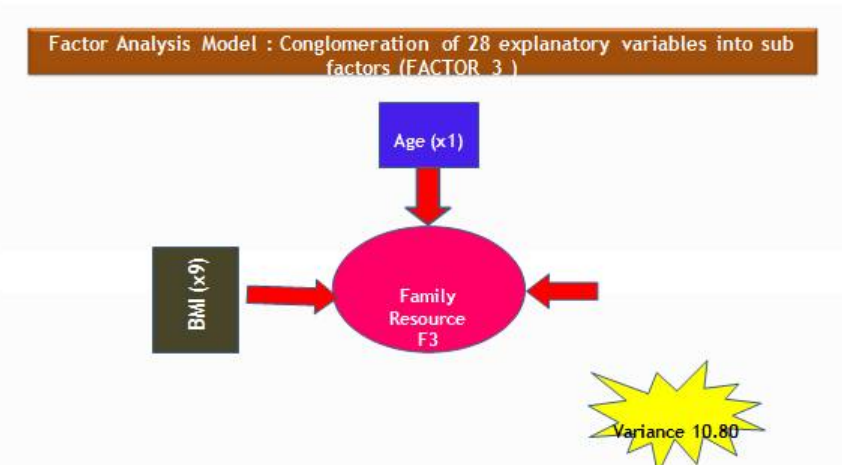 Factor Analysis Model : Conglomeration of 28 explanatory variables into sub
factors (FACTOR 3 )
Age (x1)
BMI (x9)
Family
Resource
F3
Variance 10.80